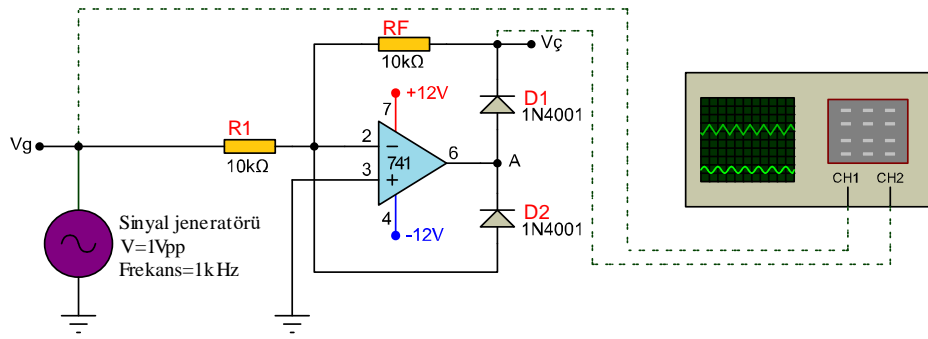 RF
10kΩ
Vç
+12V
7
D1
1N4001
R1
10kΩ
Vg
2
−
741
3
+
6
A
4
-12V
D2
1N4001
CH1
CH2
Sinyal jeneratörü
V=1Vpp
Frekans=1kHz